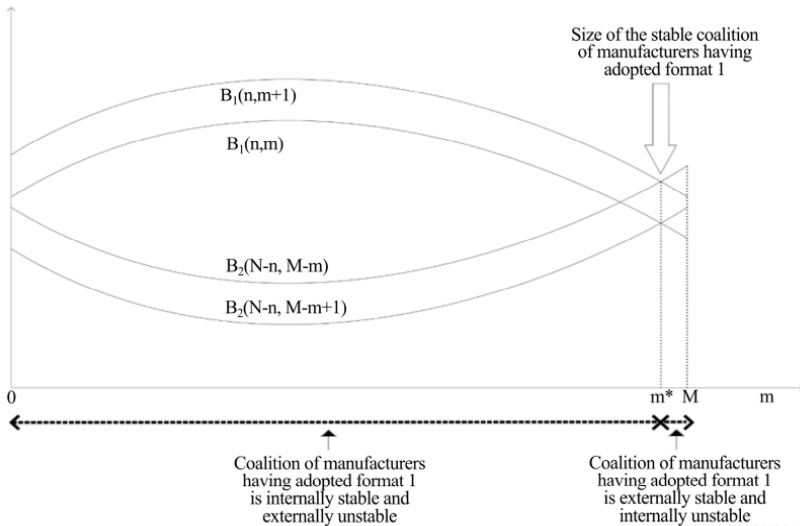 Size of the stable coalition
of manufacturers having
adopted format 1
B₁(n,m+1)
B₁(n,m)
B₂(N-n, M-m)
B₂(N-n, M-m+1)
0
m*
M
m
Coalition of manufacturers
having adopted format 1
is internally stable and
externally unstable
Coalition of manufacturers
having adopted format 1
is externally stable and
internally unstable